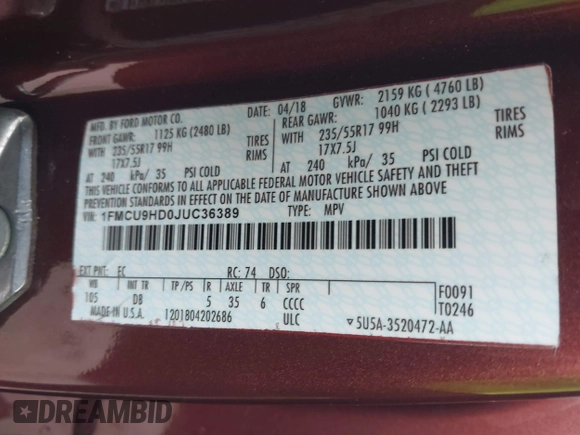 MFD. BY FORD MOTOR CO.
DATE: 04/18
GVWR: 2159 KG ( 4760 LB)
FRONT GAWR: 1125 KG (2480 LB)
REAR GAWR: 1040 KG ( 2293 LB)
WITH 235/55R17 99H TIRES
WITH 235/55R17 99H TIRES
17X7.5J RIMS
17X7.5J RIMS
AT 240 kPa/ 35 PSI COLD
AT 240 kPa/ 35 PSI COLD
THIS VEHICLE CONFORMS TO ALL APPLICABLE FEDERAL MOTOR VEHICLE SAFETY AND THEFT
PREVENTION STANDARDS IN EFFECT ON THE DATE OF MANUFACTURE SHOWN ABOVE.
VIN: 1FMCU9HD0JUC36389
TYPE: MPV
EXT PNT: EC RC: 74 DSO:
WB INT TR TP/PS R A TR SPR
105 DB 5 35 6 CCCC
F0091
T0246
MADE IN U.S.A. 1201804202686 ULC
▽5U5A-3520472-AA
DREAMBID